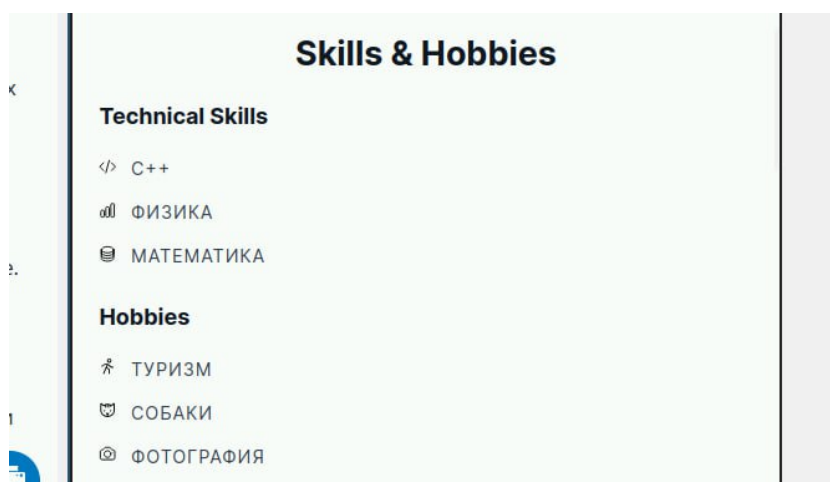 Skills & Hobbies
х
Technical Skills
C++
ФИЗИКА
МАТЕМАТИКА
е.
Hobbies
ТУРИЗМ
СОБАКИ
ФОТОГРАФИЯ